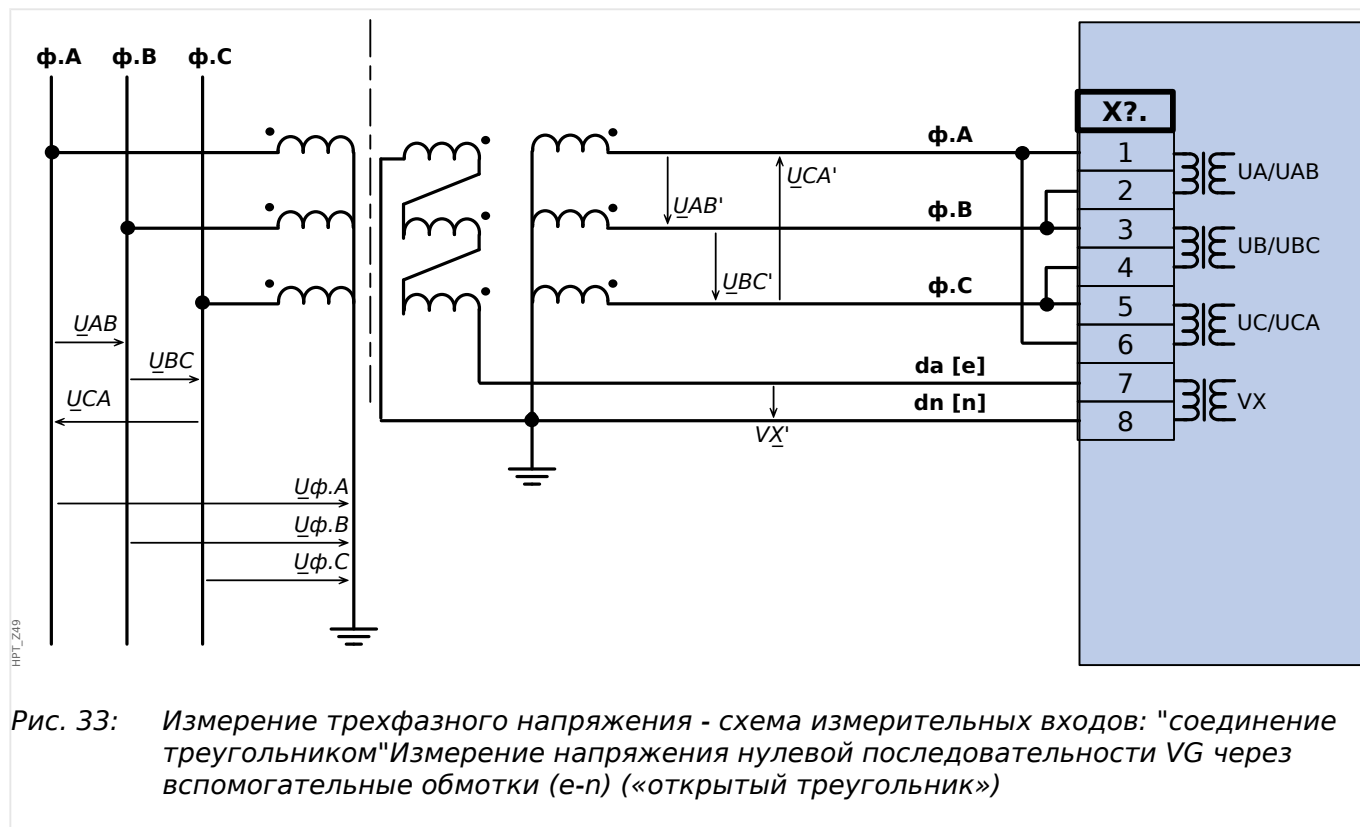 ф.A ф.B ф.C
X?.
ф.A
1
UCA'
UA/UAB
2
UAB'
ф.B
3
UB/UBC
4
UBC'
ф.C
5
UC/UCA
UAB
6
UBC
da [e]
7
UCA
dn [n]
VX
8
VX'
Uф.A
Uф.B
Uф.C
HPT_Z49
Рис. 33: Измерение трехфазного напряжения - схема измерительных входов: "соединение
треугольником"Измерение напряжения нулевой последовательности VG через
вспомогательные обмотки (e-n) («открытый треугольник»)